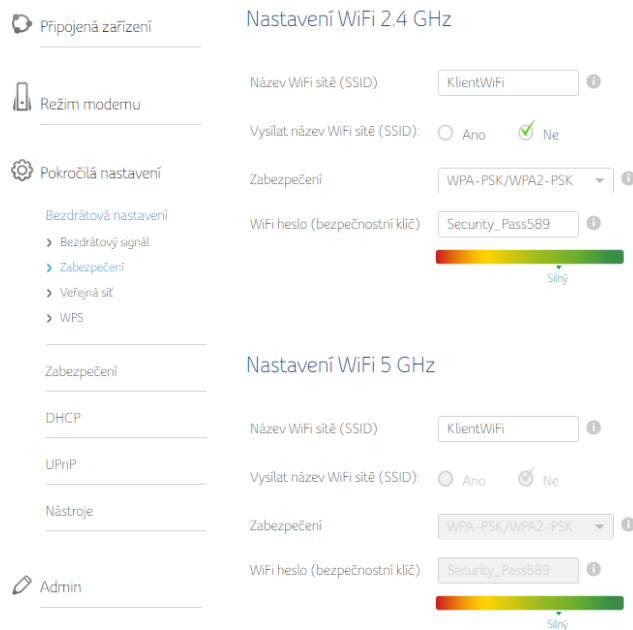 Připojená zařízení
Režim modemu
Pokročilá nastavení
Bezdrátová nastavení
Bezdrátový signál
Zabezpečení
Veřejná síť
WPS
Zabezpečení
DHCP
UPnP
Nástroje
Admin
Nastavení WiFi 2.4 GHz
Název WiFi sítě (SSID) KlientWiFi
Vysílat název WiFi sítě (SSID): Ano Ne
Zabezpečení WPA-PSK/WPA2-PSK
WiFi heslo (bezpečnostní klíč) Security_Pass589
Silný
Nastavení WiFi 5 GHz
Název WiFi sítě (SSID) KlientWiFi
Vysílat název WiFi sítě (SSID): Ano Ne
Zabezpečení WPA-PSK/WPA2-PSK
WiFi heslo (bezpečnostní klíč) Security_Pass589
Silný